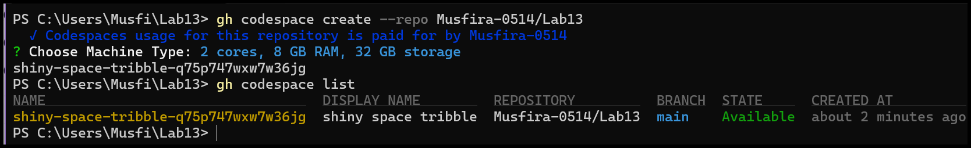 PS C:\Users\Musfi\Lab13> gh codespace create --repo Musfira-0514/Lab13
✓ Codespaces usage for this repository is paid for by Musfira-0514
? Choose Machine Type: 2 cores, 8 GB RAM, 32 GB storage
shiny-space-tribble-q75p747wxw7w36jg
PS C:\Users\Musfi\Lab13> gh codespace list
NAME DISPLAY NAME REPOSITORY BRANCH STATE CREATED AT
shiny-space-tribble-q75p747wxw7w36jg shiny space tribble Musfira-0514/Lab13 main Available about 2 minutes ago
PS C:\Users\Musfi\Lab13>